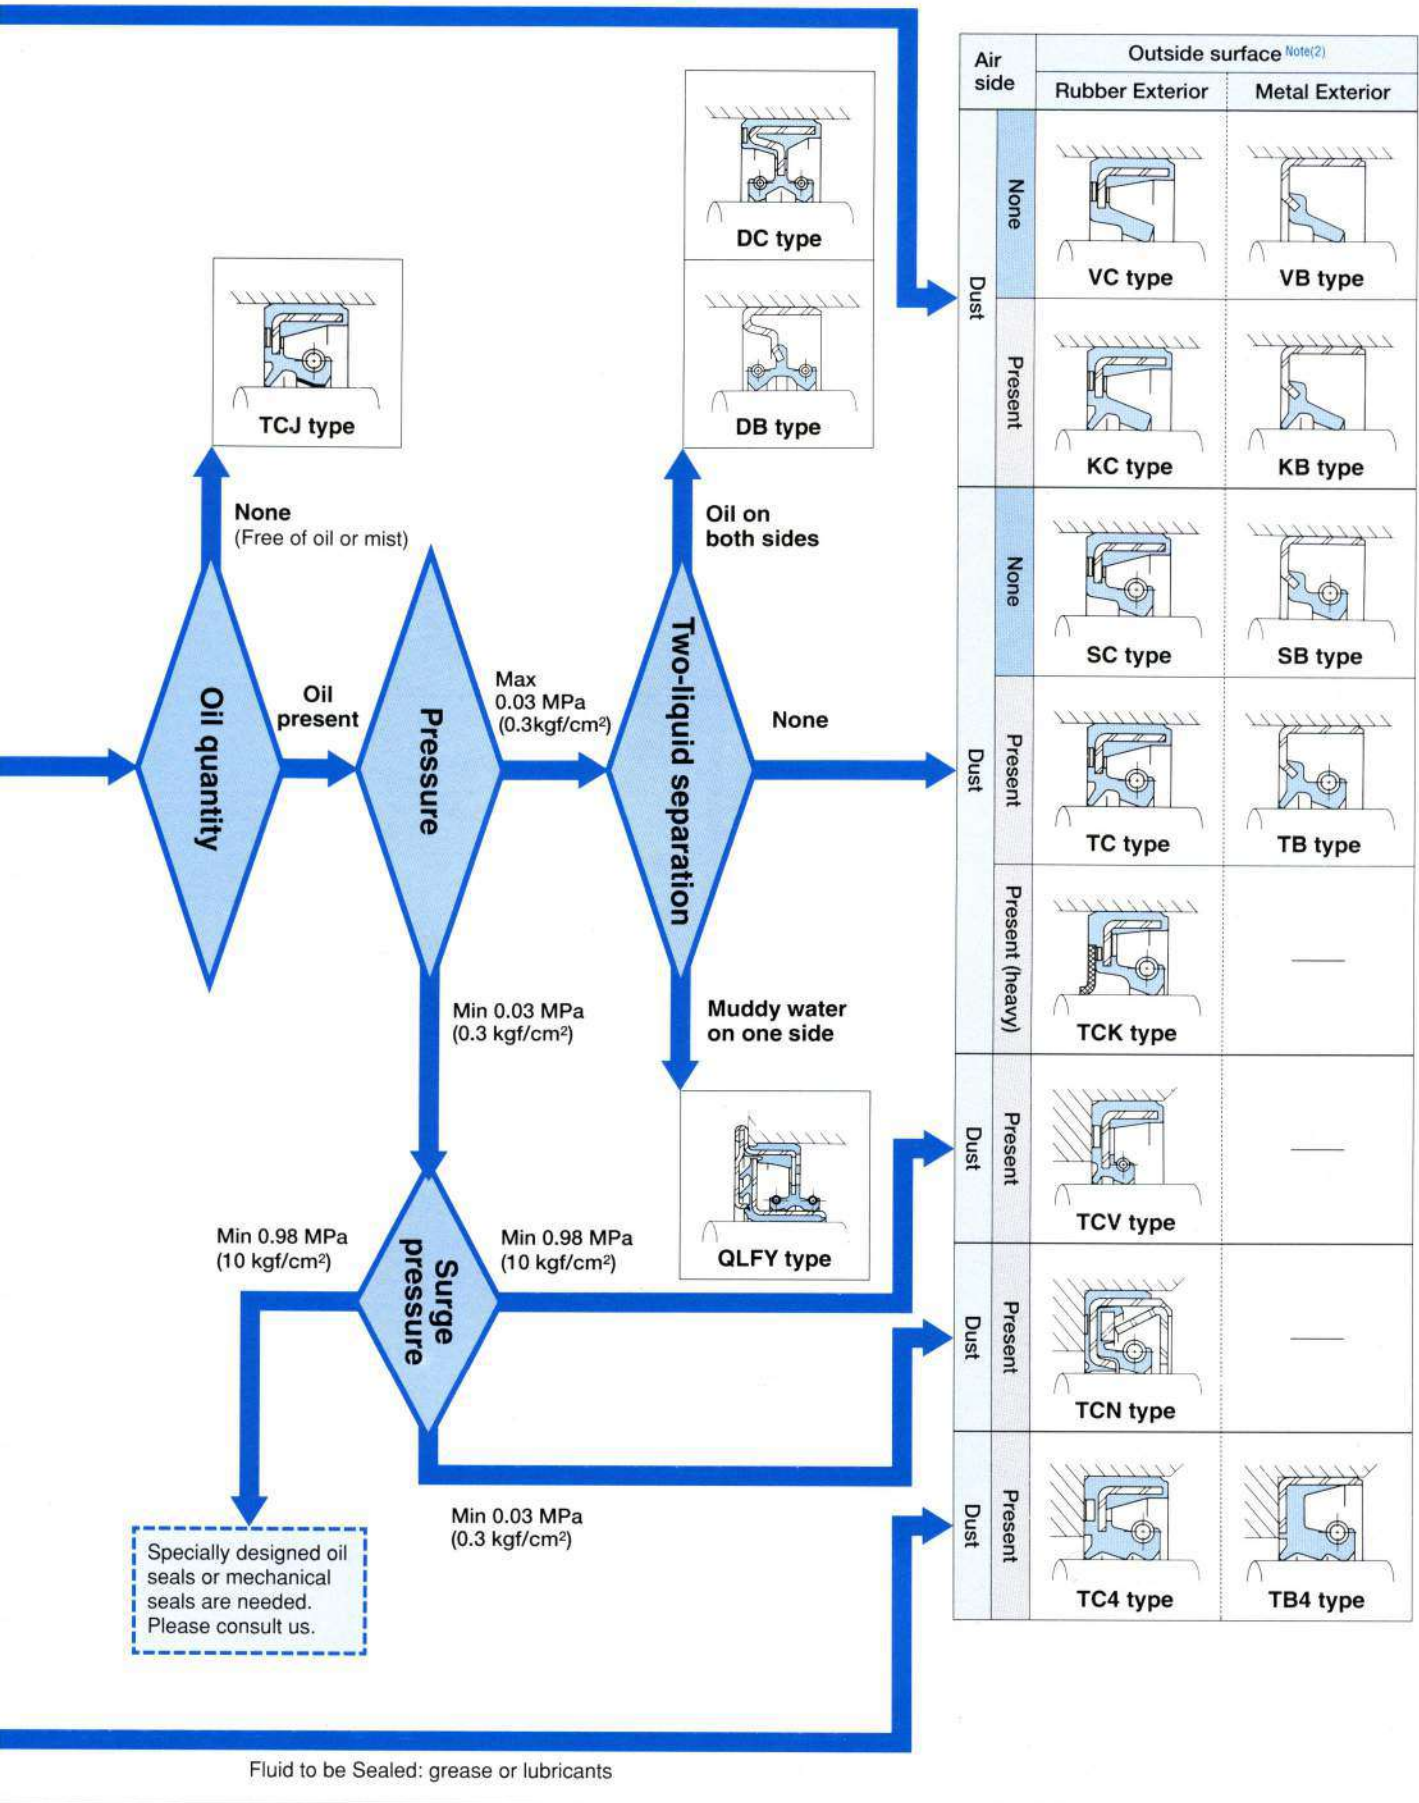 Air
side
Outside surface Note(2)
Rubber Exterior
Metal Exterior
DC type
DB type
TCJ type
None
(Free of oil or mist)
Oil on
both sides
Oil quantity
Oil
present
Pressure
Max
0.03 MPa
(0.3kgf/cm²)
Two-liquid separation
None
Min 0.03 MPa
(0.3 kgf/cm²)
Muddy water
on one side
QLFY type
Min 0.98 MPa
(10 kgf/cm²)
Surge
pressure
Min 0.98 MPa
(10 kgf/cm²)
Min 0.03 MPa
(0.3 kgf/cm²)
Specially designed oil
seals or mechanical
seals are needed.
Please consult us.
Dust
None
VC type
VB type
Present
KC type
KB type
Dust
None
SC type
SB type
Present
TC type
TB type
Present (heavy)
TCK type
Dust
Present
TCV type
Dust
Present
TCN type
Dust
Present
TC4 type
TB4 type
Fluid to be Sealed: grease or lubricants